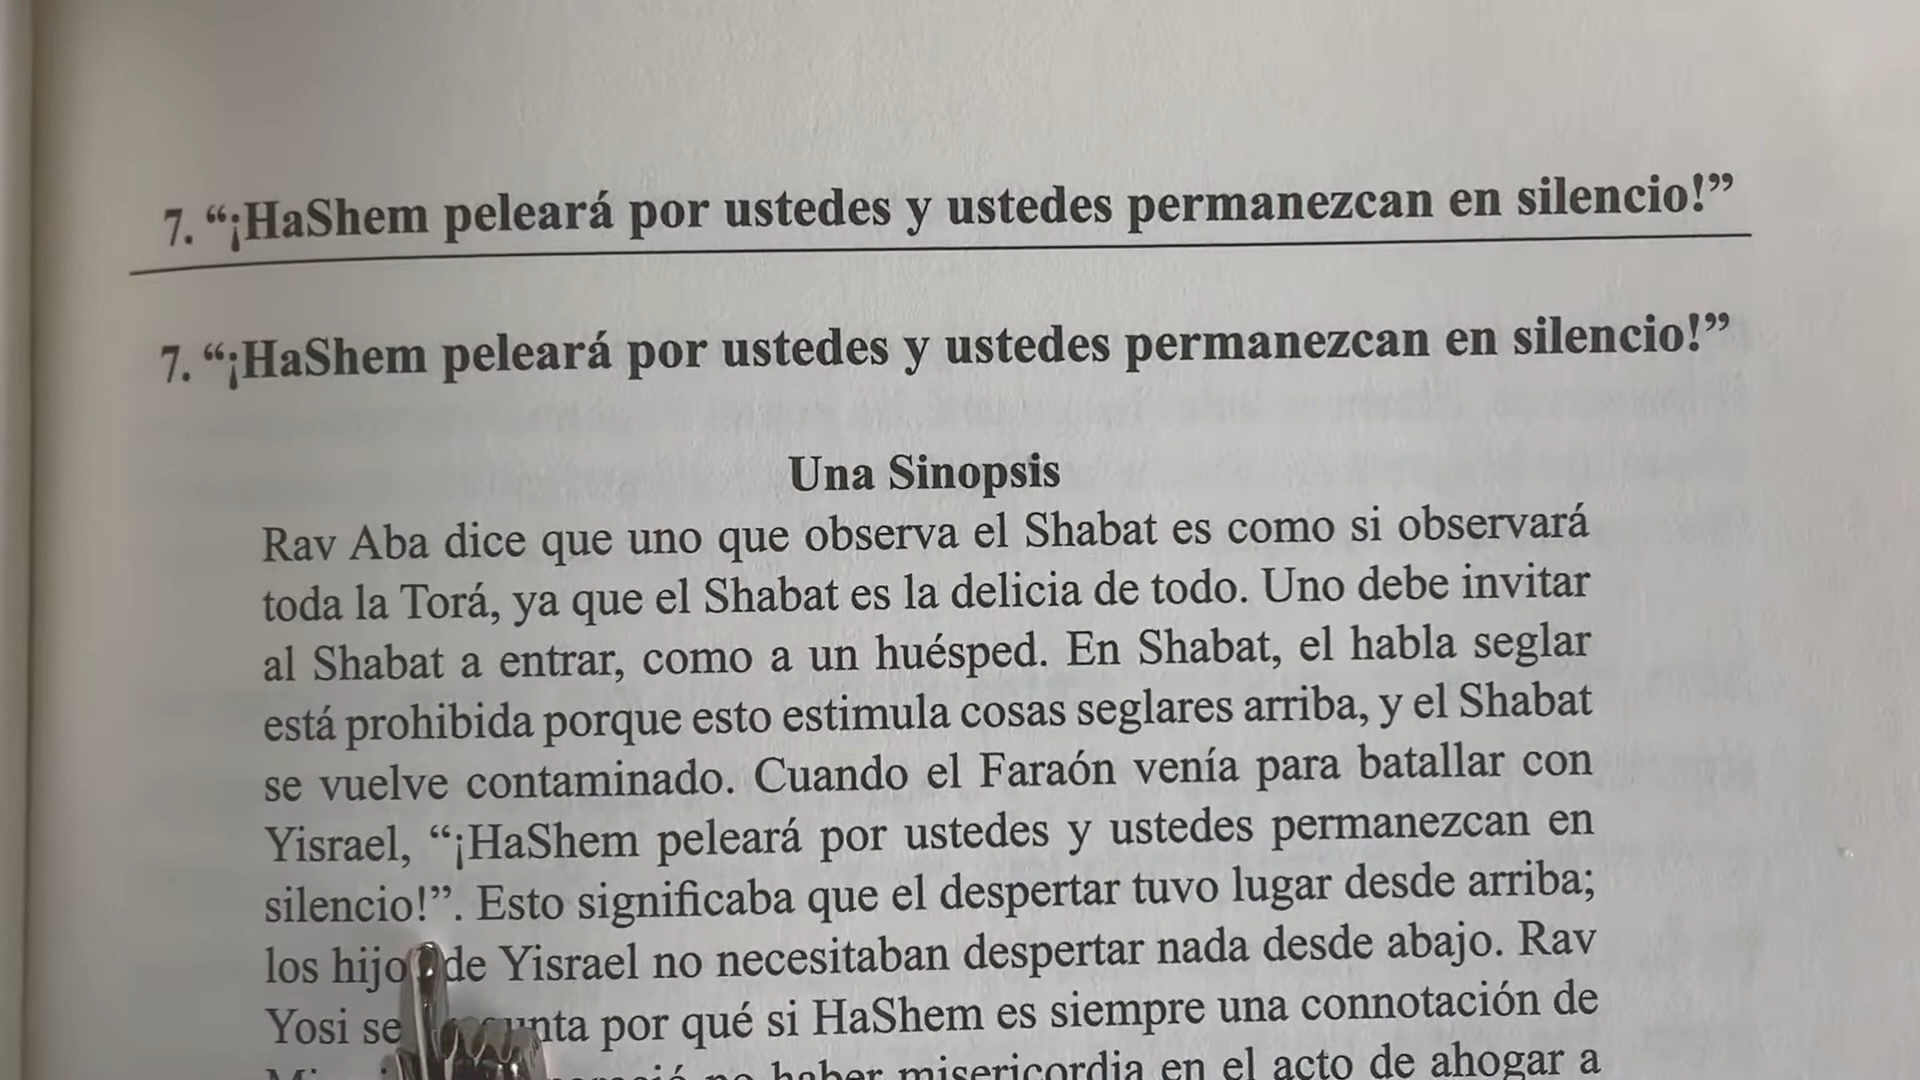 7. “¡HaShem peleará por ustedes y ustedes permanezcan en silencio!”
7. “¡HaShem peleará por ustedes y ustedes permanezcan en silencio!”
Una Sinopsis
Rav Aba dice que uno que observa el Shabat es como si observará
toda la Torá, ya que el Shabat es la delicia de todo. Uno debe invitar
al Shabat a entrar, como a un huésped. En Shabat, el habla seglar
está prohibida porque esto estimula cosas seglares arriba, y el Shabat
se vuelve contaminado. Cuando el Faraón venía para batallar con
Yisrael, “¡HaShem peleará por ustedes y ustedes permanezcan en
silencio!”. Esto significaba que el despertar tuvo lugar desde arriba;
los de Yisrael no necesitaban despertar nada desde abajo. Rav
Yosi se por qué si HaShem es siempre una connotación de
no haber misericordia en el acto de ahogar a